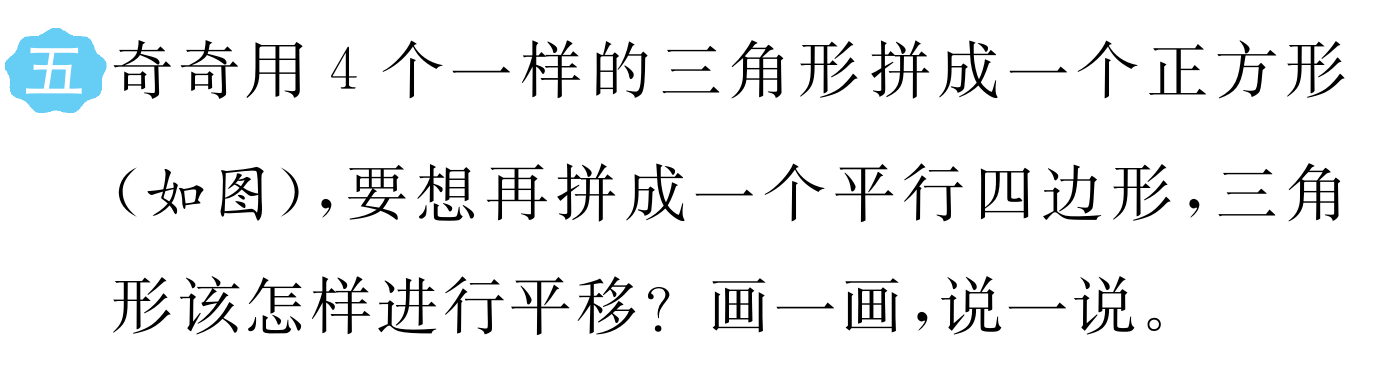 五 奇奇用 4 个一样的三角形拼成一个正方形
(如图),要想再拼成一个平行四边形,三角
形该怎样进行平移? 画一画,说一说。